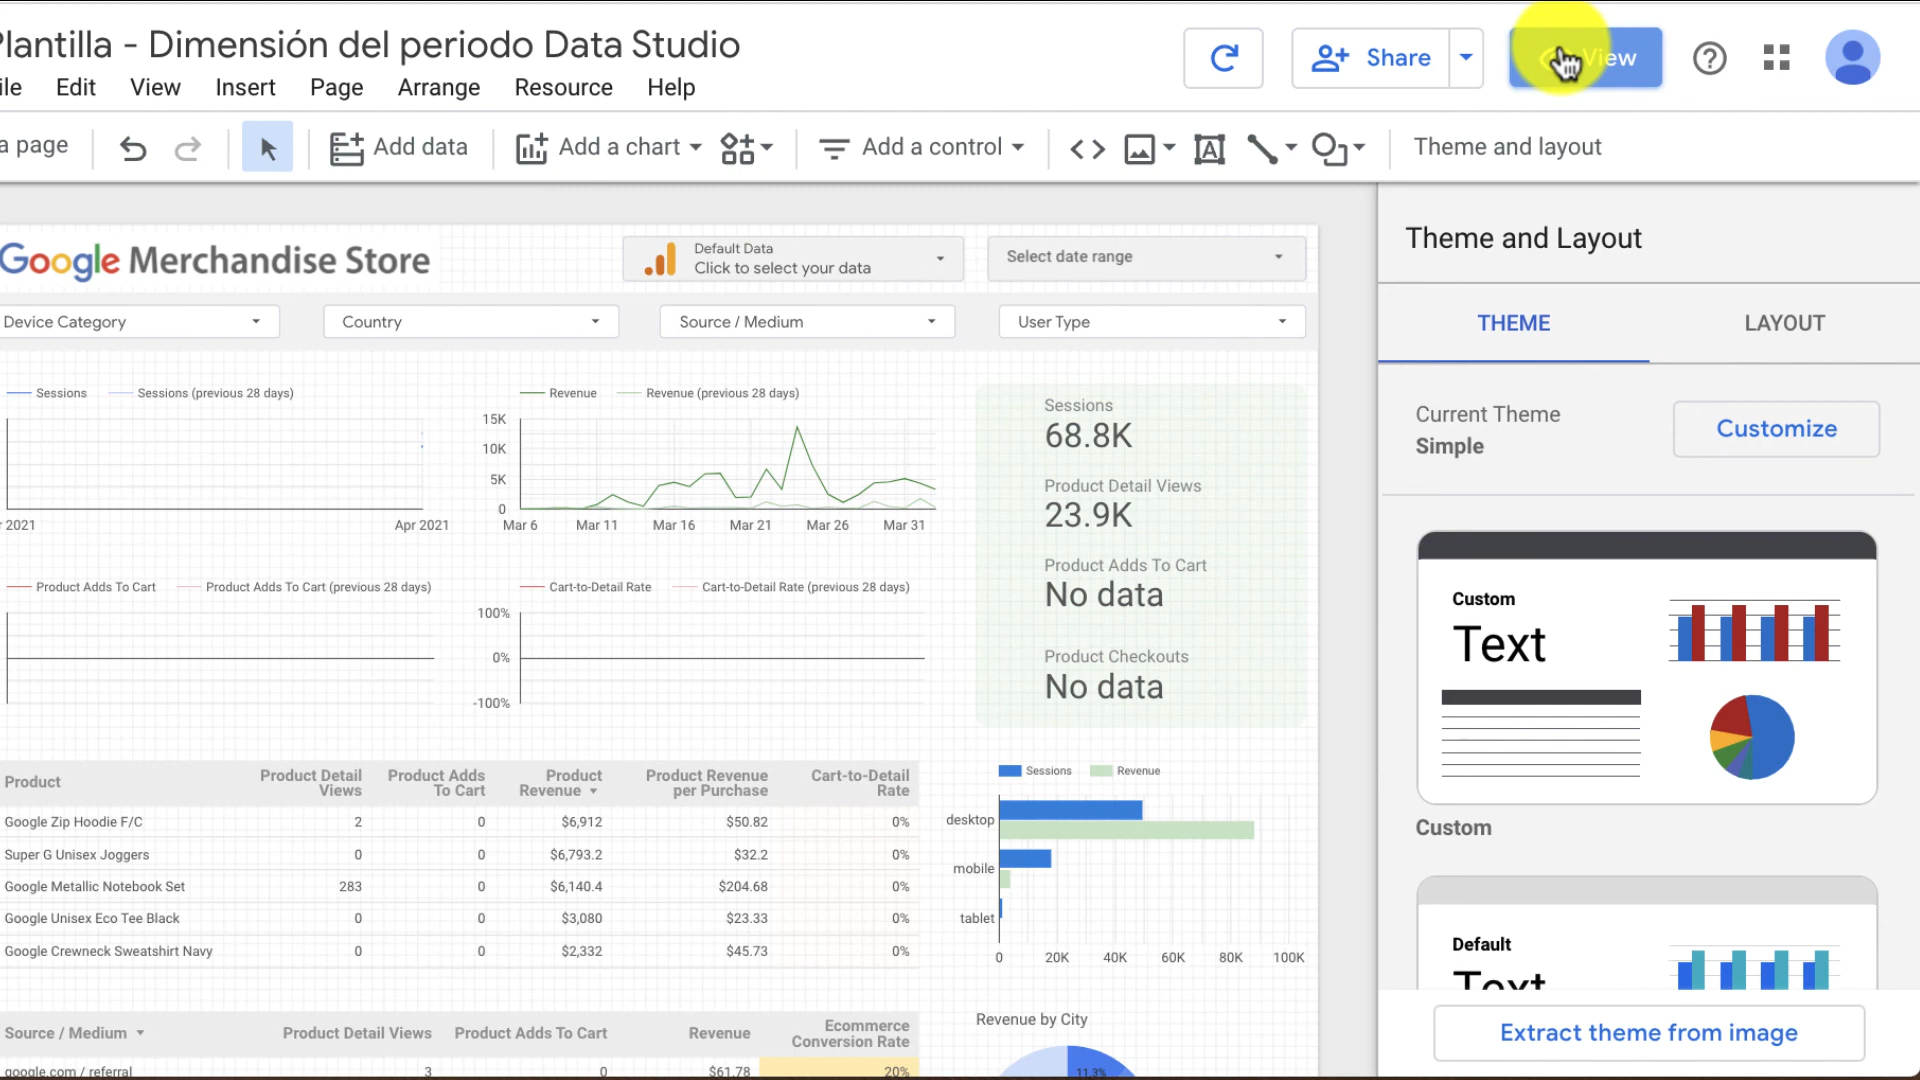 Plantilla - Dimensión del periodo Data Studio
Share
View
ile Edit View Insert Page Arrange Resource Help
a page
Add data
Add a chart
Add a control
Theme and layout
Google Merchandise Store
Default Data
Click to select your data
Select date range
Device Category
Country
Source / Medium
User Type
Sessions Sessions (previous 28 days)
r 2021 Apr 2021
Revenue Revenue (previous 28 days)
15K
10K
5K
0
Mar 6 Mar 11 Mar 16 Mar 21 Mar 26 Mar 31
Sessions
68.8K
Product Detail Views
23.9K
Product Adds To Cart
No data
Product Checkouts
No data
Product Adds To Cart Product Adds To Cart (previous 28 days)
Cart-to-Detail Rate Cart-to-Detail Rate (previous 28 days)
100%
0%
-100%
Product Product Detail Views Product Adds To Cart Product Revenue Product Revenue per Purchase Cart-to-Detail Rate
Google Zip Hoodie F/C 2 0 $6,912 $50.82 0%
Super G Unisex Joggers 0 0 $6,793.2 $32.2 0%
Google Metallic Notebook Set 283 0 $6,140.4 $204.68 0%
Google Unisex Eco Tee Black 0 0 $3,080 $23.33 0%
Google Crewneck Sweatshirt Navy 0 0 $2,332 $45.73 0%
Sessions Revenue
desktop
mobile
tablet
0 20K 40K 60K 80K 100K
Source / Medium Product Detail Views Product Adds To Cart Revenue Ecommerce Conversion Rate
google.com / referral 3 0 $61.78 20%
Revenue by City
11.3%
Theme and Layout
THEME LAYOUT
Current Theme
Simple
Customize
Custom
Text
Custom
Default
Text
Extract theme from image